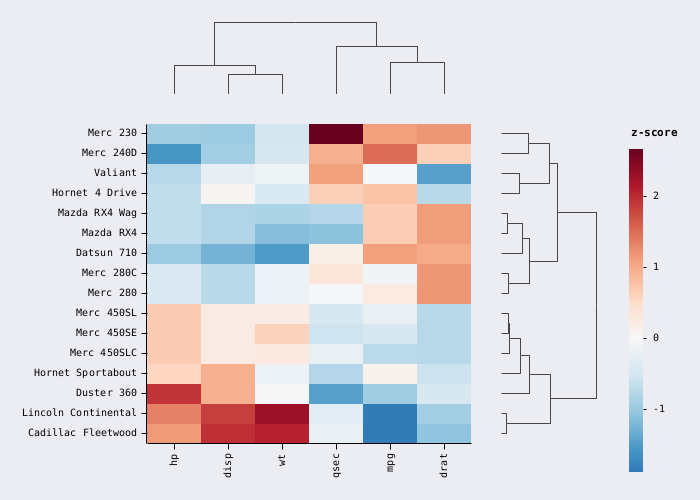 z-score
Merc 230
Merc 240D
Valiant
Hornet 4 Drive
Mazda RX4 Wag
Mazda RX4
Datsun 710
Merc 280C
Merc 280
Merc 450SL
Merc 450SE
Merc 450SLC
Hornet Sportabout
Duster 360
Lincoln Continental
Cadillac Fleetwood
hp
disp
wt
qsec
mpg
drat
2
1
0
-1